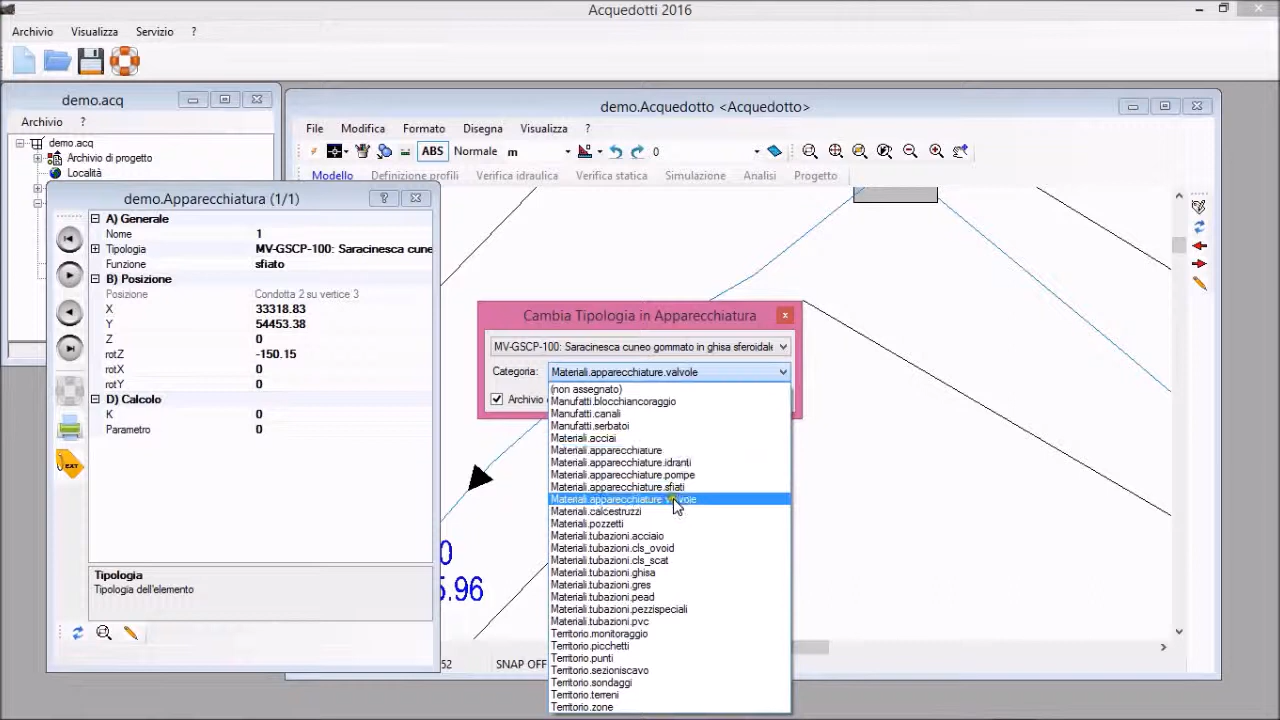 Acquedotti 2016
Archivio Visualizza Servizio ?
demo.acq
Archivio ?
demo.acq
Archivio di progetto
Località
demo.Acquedotto <Acquedotto>
File Modifica Formato Disegna Visualizza ?
ABS Normale m 0
Modello Definizione profili Verifica idraulica Verifica statica Simulazione Analisi Progetto
demo.Apparecchiatura (1/1)
A) Generale
Nome 1
Tipologia MV-GSCP-100: Saracinesca cune
Funzione sfiato
B) Posizione
Posizione Condotta 2 su vertice 3
X 33318.83
Y 54453.38
Z 0
rotZ -150.15
rotX 0
rotY 0
D) Calcolo
K 0
Parametro 0
EXT
Tipologia
Tipologia dell'elemento
Cambia Tipologia in Apparecchiatura
MV-GSCP-100: Saracinesca cuneo gommato in ghisa sferoidale
Categoria: Materiali.apparecchiature.valvole
Archivio
(non assegnato)
Manufatti.blocchiancoraggio
Manufatti.canali
Manufatti.serbatoi
Materiali.acciai
Materiali.apparecchiature
Materiali.apparecchiature.idranti
Materiali.apparecchiature.pompe
Materiali.apparecchiature.sfiati
Materiali.apparecchiature.valvole
Materiali.calcestruzzi
Materiali.pozzetti
Materiali.tubazioni.acciaio
Materiali.tubazioni.cls_ovoid
Materiali.tubazioni.cls_scat
Materiali.tubazioni.ghisa
Materiali.tubazioni.gres
Materiali.tubazioni.pead
Materiali.tubazioni.pezzispeciali
Materiali.tubazioni.pvc
Territorio.monitoraggio
Territorio.picchetti
Territorio.punti
Territorio.sezioniscavo
Territorio.sondaggi
Territorio.terreni
Territorio.zone
0
5.96
52 SNAP OFF